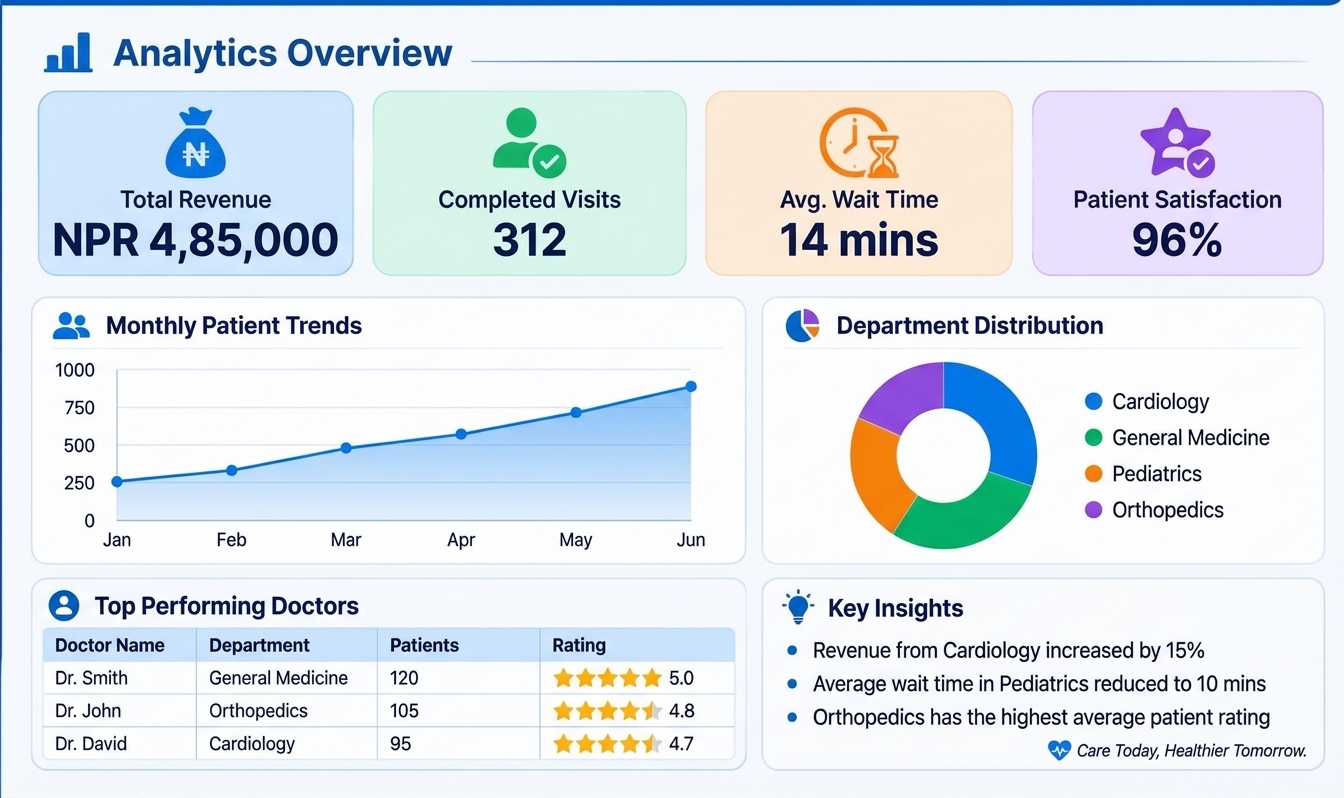 Analytics Overview
₦
Total Revenue
NPR 4,85,000
Completed Visits
312
Avg. Wait Time
14 mins
Patient Satisfaction
96%
Monthly Patient Trends
1000
750
500
250
0
Jan Feb Mar Apr May Jun
Department Distribution
Cardiology
General Medicine
Pediatrics
Orthopedics
Top Performing Doctors
Doctor Name Department Patients Rating
Dr. Smith General Medicine 120 5.0
Dr. John Orthopedics 105 4.8
Dr. David Cardiology 95 4.7
Key Insights
• Revenue from Cardiology increased by 15%
• Average wait time in Pediatrics reduced to 10 mins
• Orthopedics has the highest average patient rating
Care Today, Healthier Tomorrow.